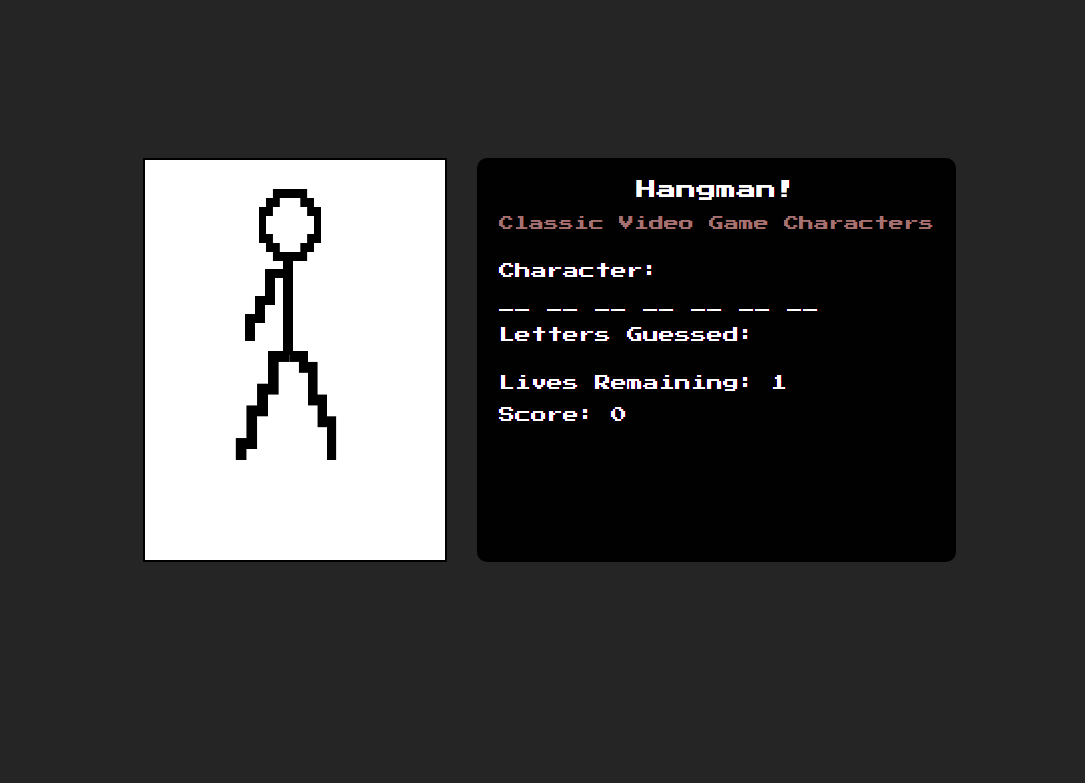 Hangman!
Classic Video Game Characters
Character:
__ __ __ __ __ __ __
Letters Guessed:
Lives Remaining: 1
Score: 0